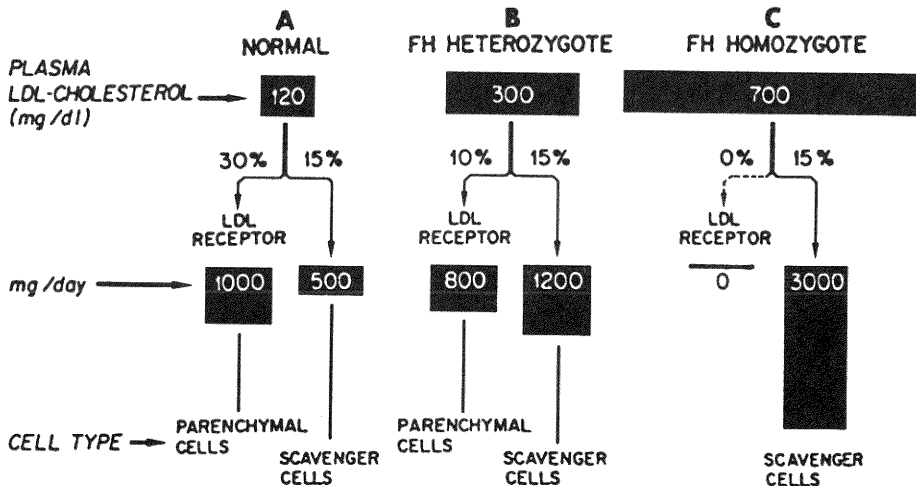 A
NORMAL
B
FH HETEROZYGOTE
C
FH HOMOZYGOTE
PLASMA
LDL-CHOLESTEROL
(mg/dl)
120
300
700
30% 15%
10% 15%
0% 15%
LDL
RECEPTOR
LDL
RECEPTOR
LDL
RECEPTOR
mg/day
1000 500
800 1200
0 3000
CELL TYPE
PARENCHYMAL
CELLS
SCAVENGER
CELLS
PARENCHYMAL
CELLS
SCAVENGER
CELLS
SCAVENGER
CELLS